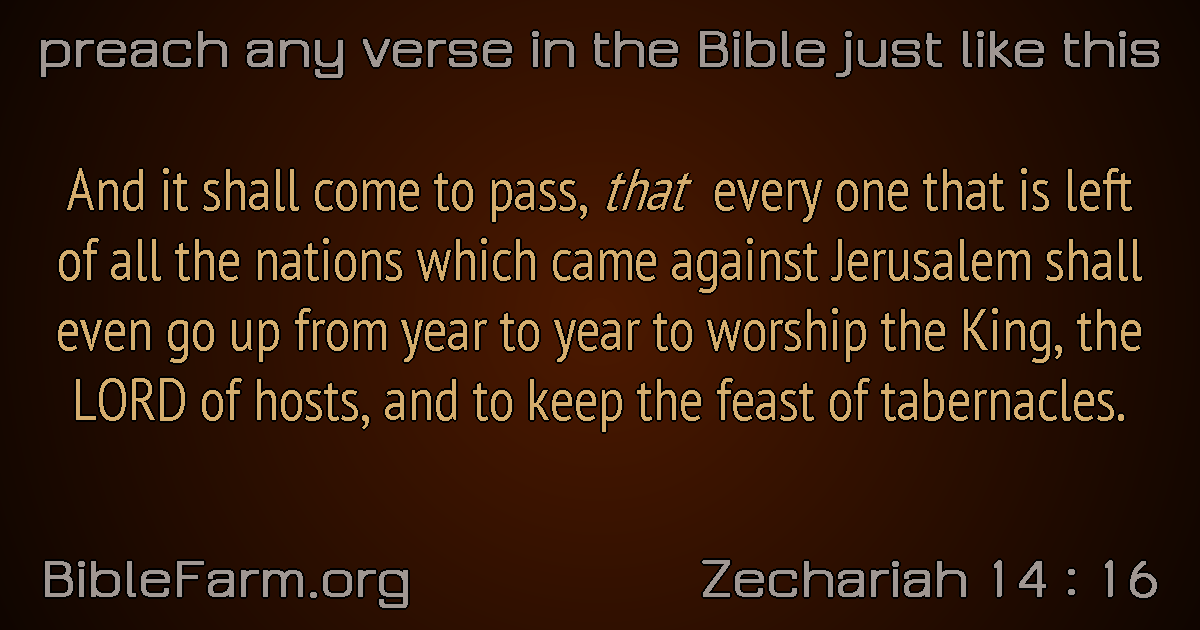 preach any verse in the Bible just like this
And it shall come to pass, that every one that is left
of all the nations which came against Jerusalem shall
even go up from year to year to worship the King, the
LORD of hosts, and to keep the feast of tabernacles.
BibleFarm.org
Zechariah 14 : 16